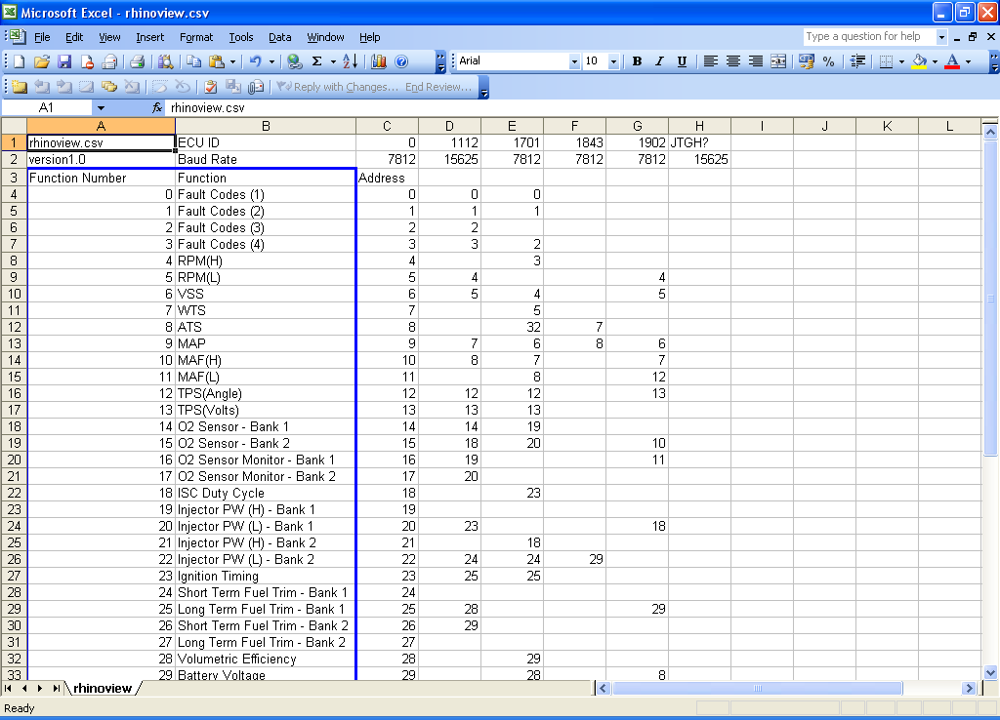 Microsoft Excel - rhinoview.csv
File Edit View Insert Format Tools Data Window Help Type a question for help
Arial 10 B I U
Reply with Changes... End Review...
A1 fx rhinoview.csv
A B C D E F G H I J K L
1 rhinoview.csv ECU ID 0 1112 1701 1843 1902 JTGH?
2 version1.0 Baud Rate 7812 15625 7812 7812 7812 15625
3 Function Number Function Address
4 0 Fault Codes (1) 0 0 0
5 1 Fault Codes (2) 1 1 1
6 2 Fault Codes (3) 2 2
7 3 Fault Codes (4) 3 3 2
8 4 RPM(H) 4 3
9 5 RPM(L) 5 4 4
10 6 VSS 6 5 4 5
11 7 WTS 7 5
12 8 ATS 8 32 7
13 9 MAP 9 7 6 8 6
14 10 MAF(H) 10 8 7 7
15 11 MAF(L) 11 8 12
16 12 TPS(Angle) 12 12 12 13
17 13 TPS(Volts) 13 13 13
18 14 O2 Sensor - Bank 1 14 14 19
19 15 O2 Sensor - Bank 2 15 18 20 10
20 16 O2 Sensor Monitor - Bank 1 16 19 11
21 17 O2 Sensor Monitor - Bank 2 17 20
22 18 ISC Duty Cycle 18 23
23 19 Injector PW (H) - Bank 1 19
24 20 Injector PW (L) - Bank 1 20 23 18
25 21 Injector PW (H) - Bank 2 21 18
26 22 Injector PW (L) - Bank 2 22 24 24 29
27 23 Ignition Timing 23 25 25
28 24 Short Term Fuel Trim - Bank 1 24
29 25 Long Term Fuel Trim - Bank 1 25 28 29
30 26 Short Term Fuel Trim - Bank 2 26 29
31 27 Long Term Fuel Trim - Bank 2 27
32 28 Volumetric Efficiency 28 29
33 29 Battery Voltage 29 28 8
rhinoview
Ready